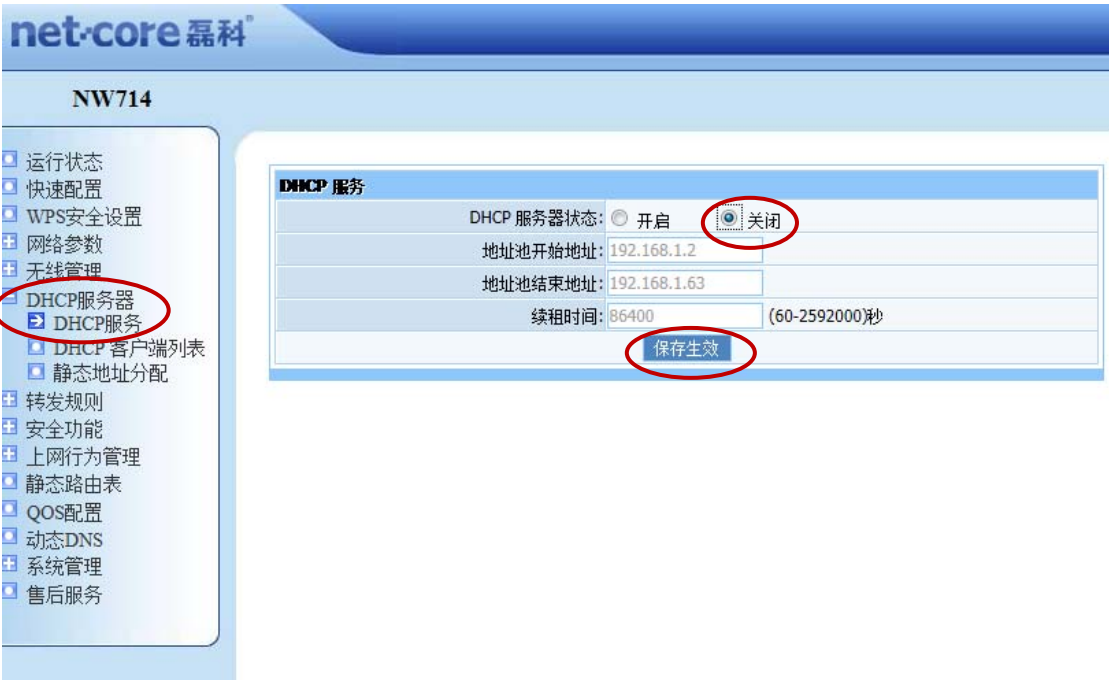 net·core磊科®
NW714
运行状态
快速配置
WPS安全设置
网络参数
无线管理
DHCP服务器
DHCP服务
DHCP 客户端列表
静态地址分配
转发规则
安全功能
上网行为管理
静态路由表
QOS配置
动态DNS
系统管理
售后服务
DHCP 服务
DHCP 服务器状态: 开启 关闭
地址池开始地址: 192.168.1.2
地址池结束地址: 192.168.1.63
续租时间: 86400 (60-2592000)秒
保存生效